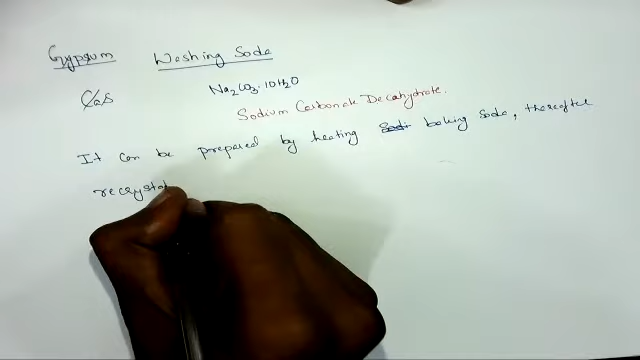 Gypsum Washing Soda
CaS Na2CO3.10H2O
Sodium Carbonate Decahydrate.
It can be prepared by heating baking soda, thereafter
recrystal